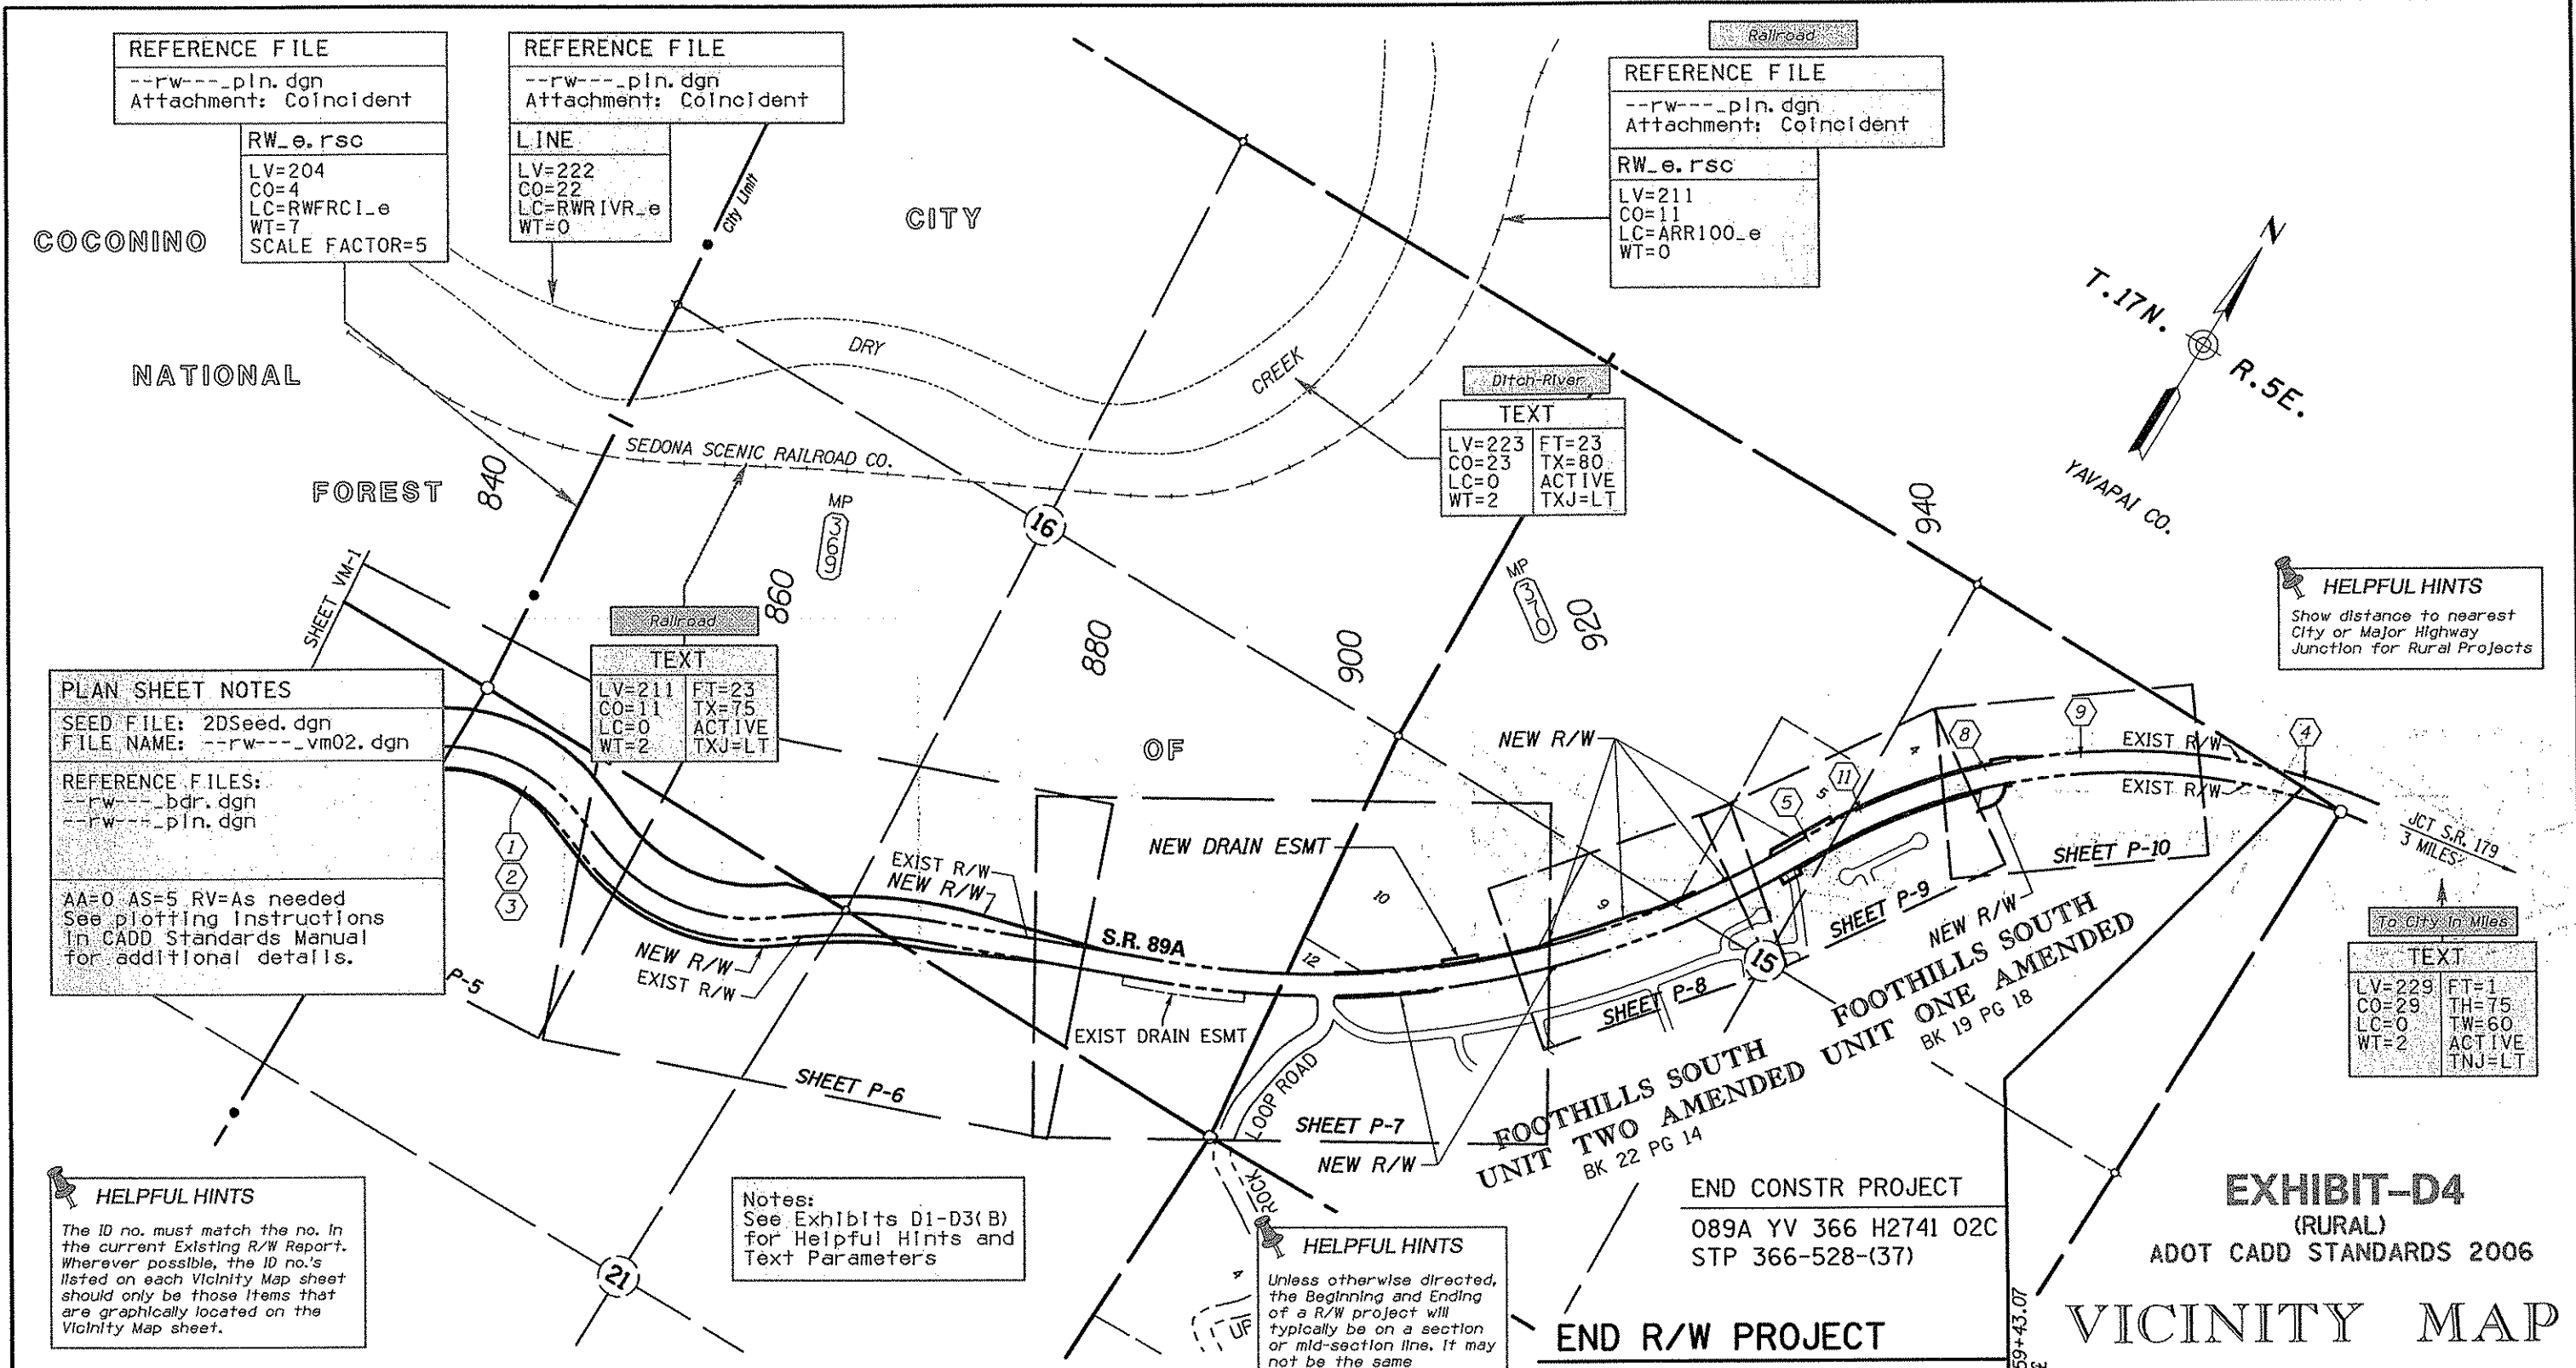 REFERENCE FILE
--rw---_pln.dgn
Attachment: Coincident
RW_e.rsc
LV=204
CO=4
LC=RWFRCI_e
WT=7
SCALE FACTOR=5
REFERENCE FILE
--rw---_pln.dgn
Attachment: Coincident
LINE
LV=222
CO=22
LC=RWRIVR_e
WT=0
Railroad
REFERENCE FILE
--rw---_pln.dgn
Attachment: Coincident
RW_e.rsc
LV=211
CO=11
LC=ARR100_e
WT=0
City Limit
COCONINO
NATIONAL
FOREST
CITY
OF
DRY
CREEK
SEDONA SCENIC RAILROAD CO.
Ditch-River
TEXT
LV=223 FT=23
CO=23 TX=80
LC=0 ACTIVE
WT=2 TXJ=LT
N
T.17N.
R.5E.
YAVAPAI CO.
HELPFUL HINTS
Show distance to nearest
City or Major Highway
Junction for Rural Projects
840
860
880
900
920
940
MP
369
MP
370
16
SHEET VM-1
Railroad
TEXT
LV=211 FT=23
CO=11 TX=75
LC=0 ACTIVE
WT=2 TXJ=LT
PLAN SHEET NOTES
SEED FILE: 2DSeed.dgn
FILE NAME: --rw---_vm02.dgn
REFERENCE FILES:
--rw---_bdr.dgn
--rw---_pln.dgn
AA=0 AS=5 RV=As needed
See plotting instructions
in CADD Standards Manual
for additional details.
1
2
3
P-5
EXIST R/W
NEW R/W
NEW R/W
EXIST R/W
S.R. 89A
NEW DRAIN ESMT
EXIST DRAIN ESMT
NEW R/W
10
12
9
5
5
11
4
8
9
4
EXIST R/W
EXIST R/W
JCT S.R. 179
3 MILES
To City In Miles
TEXT
LV=229 FT=1
CO=29 TH=75
LC=0 TW=60
WT=2 ACTIVE
TNJ=LT
SHEET P-6
SHEET P-7
SHEET P-8
SHEET P-9
SHEET P-10
NEW R/W
NEW R/W
15
LOOP ROAD
ROCK
UP
4
FOOTHILLS SOUTH
UNIT TWO AMENDED
BK 22 PG 14
FOOTHILLS SOUTH
UNIT ONE AMENDED
BK 19 PG 18
21
HELPFUL HINTS
The ID no. must match the no. in
the current Existing R/W Report.
Wherever possible, the ID no.'s
listed on each Vicinity Map sheet
should only be those items that
are graphically located on the
Vicinity Map sheet.
Notes:
See Exhibits D1-D3(B)
for Helpful Hints and
Text Parameters
HELPFUL HINTS
Unless otherwise directed,
the Beginning and Ending
of a R/W project will
typically be on a section
or mid-section line. It may
not be the same
END CONSTR PROJECT
089A YV 366 H2741 02C
STP 366-528-(37)
END R/W PROJECT
59+43.07
EXHIBIT-D4
(RURAL)
ADOT CADD STANDARDS 2006
VICINITY MAP